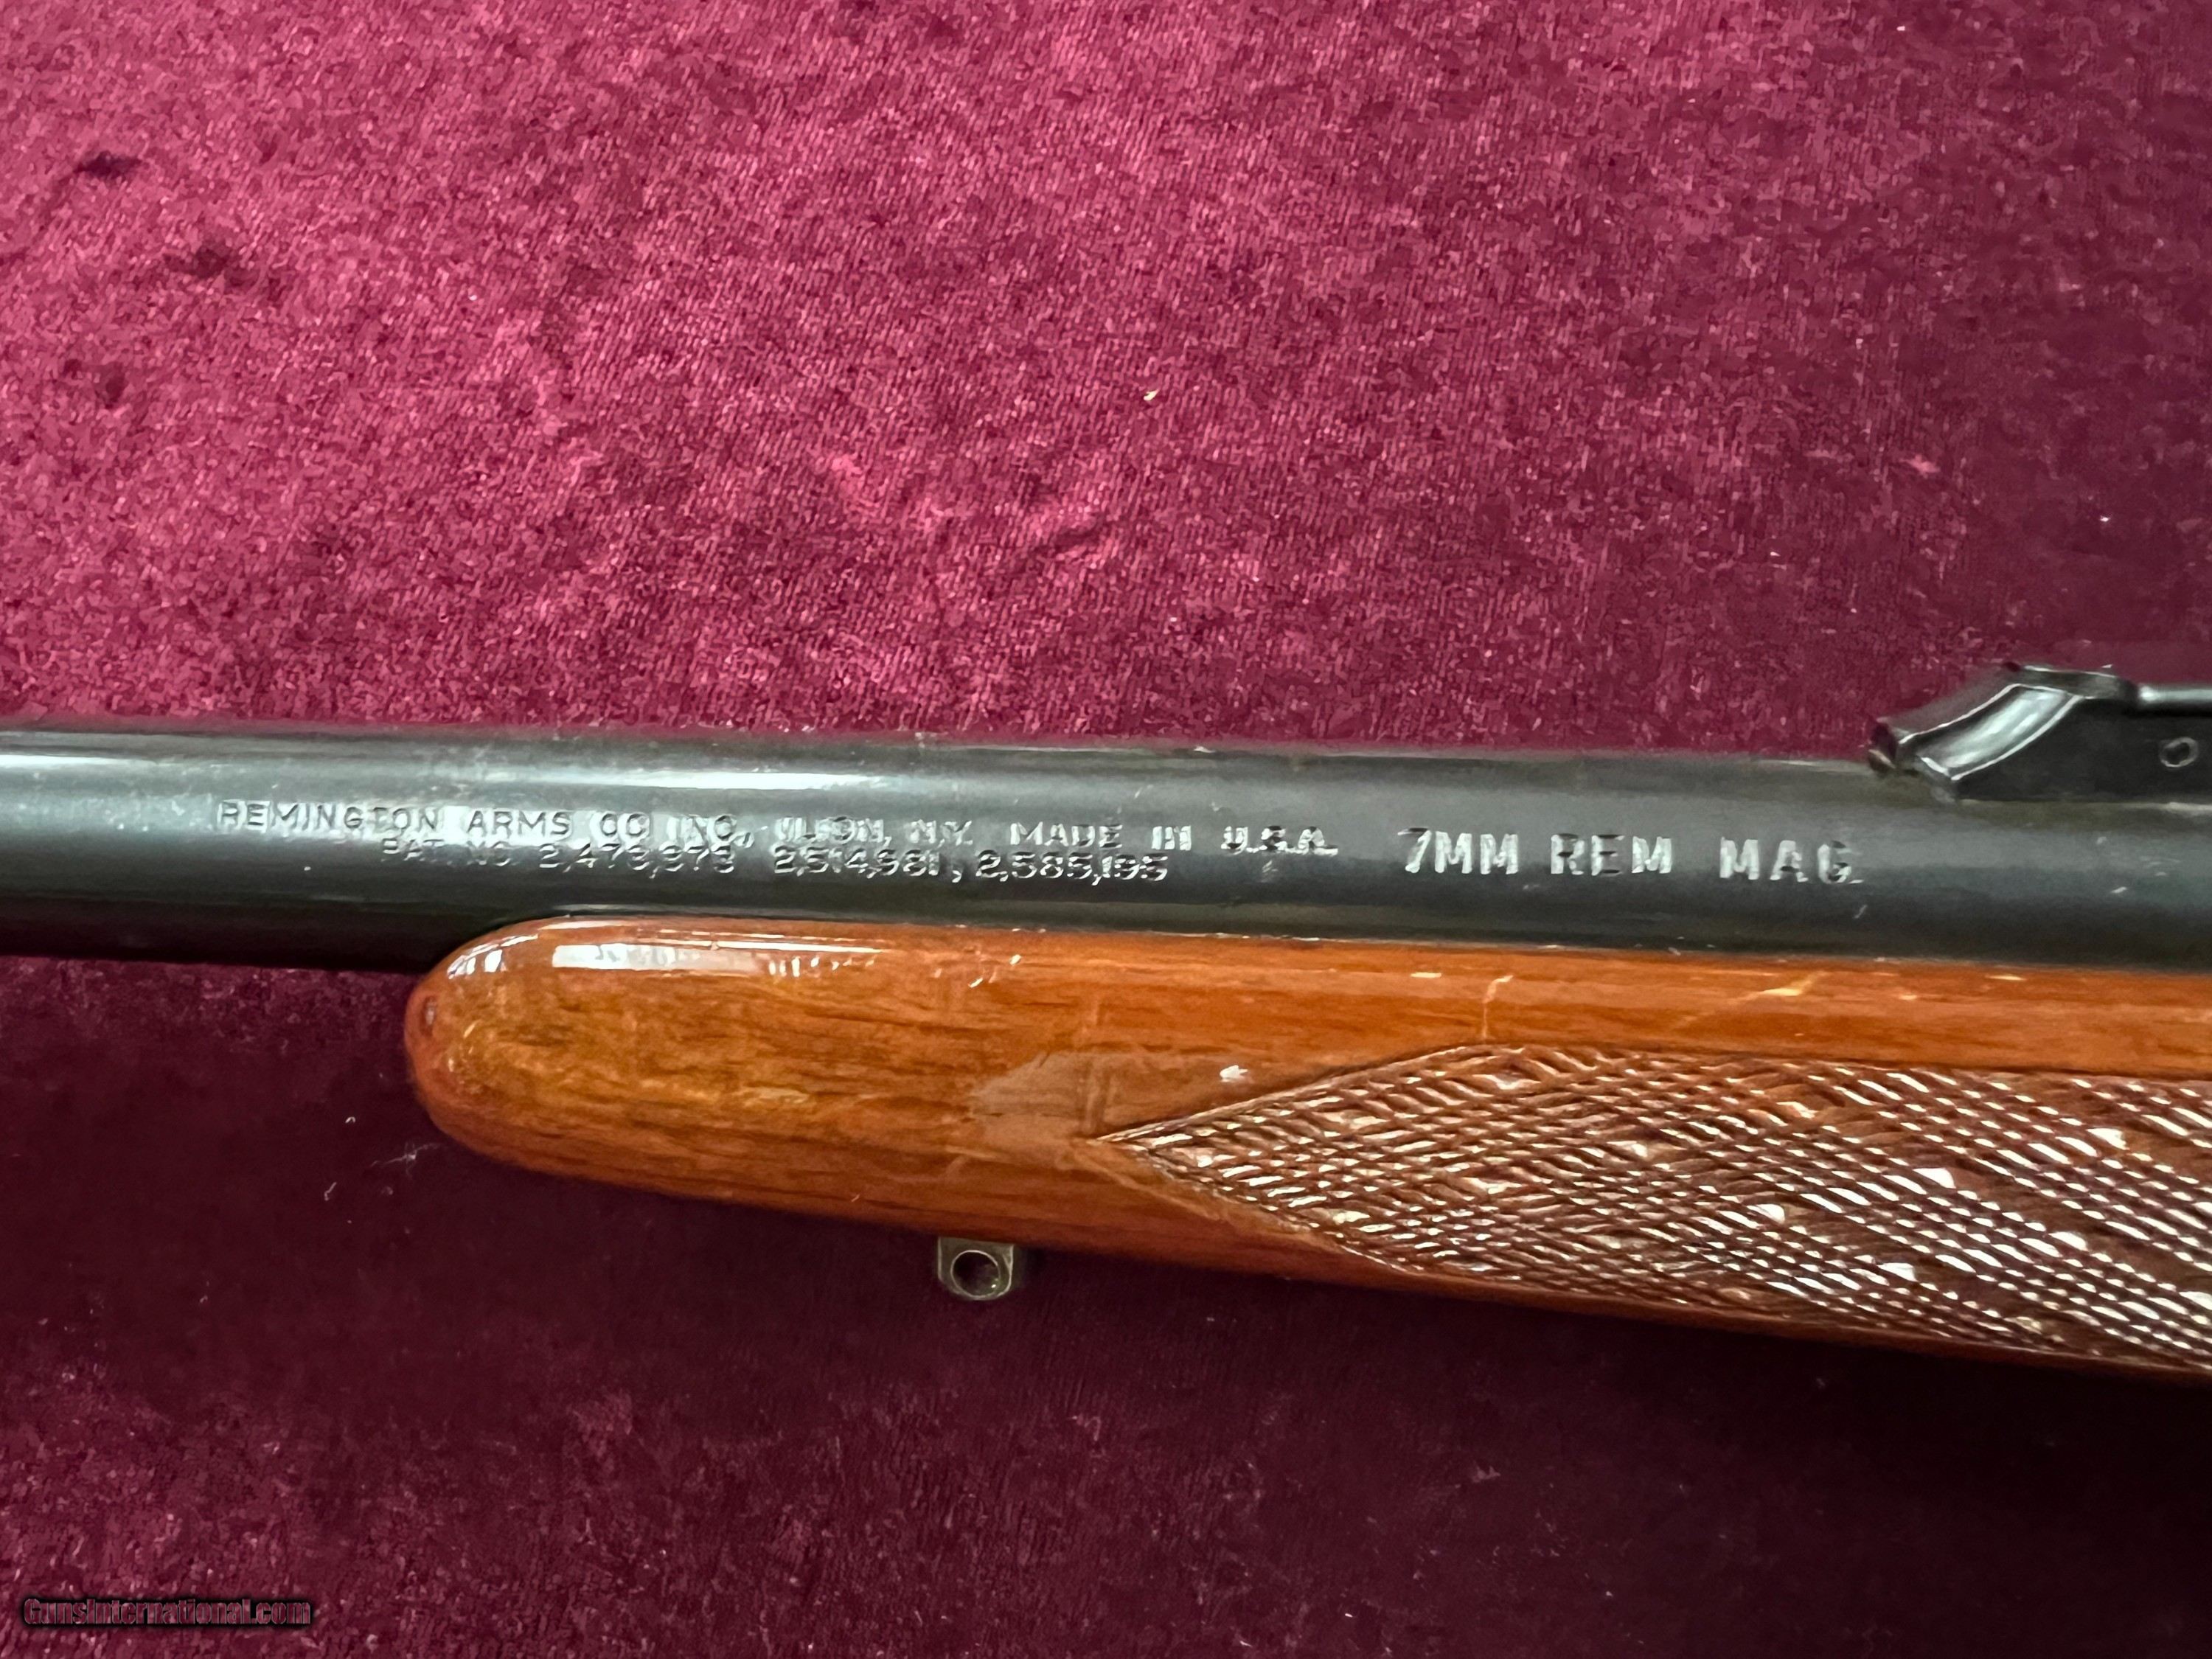 REMINGTON ARMS CO INC, ILION, N.Y. MADE IN U.S.A.
PAT. NO. 2,473,373 2,514,981, 2,585,195
7MM REM MAG.
GunsInternational.com